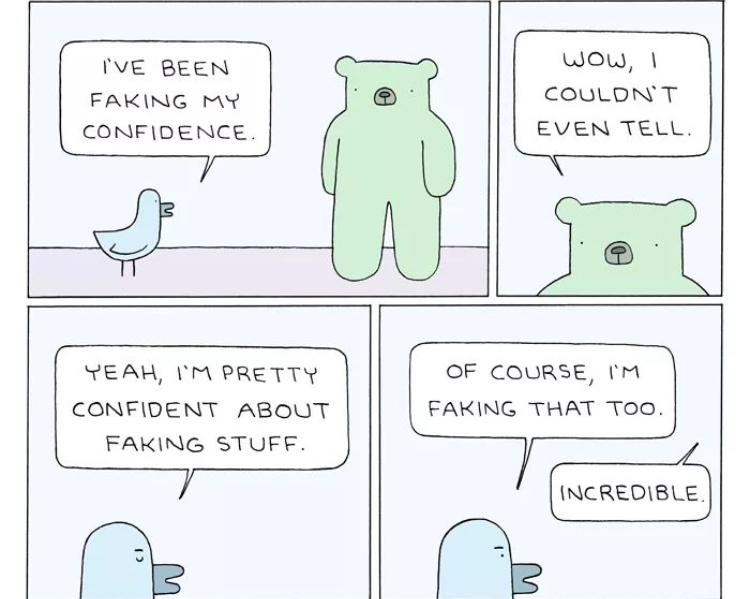 I'VE BEEN
FAKING MY
CONFIDENCE.
WOW, I
COULDN'T
EVEN TELL.
YEAH, I'M PRETTY
CONFIDENT ABOUT
FAKING STUFF.
OF COURSE, I'M
FAKING THAT TOO.
INCREDIBLE.